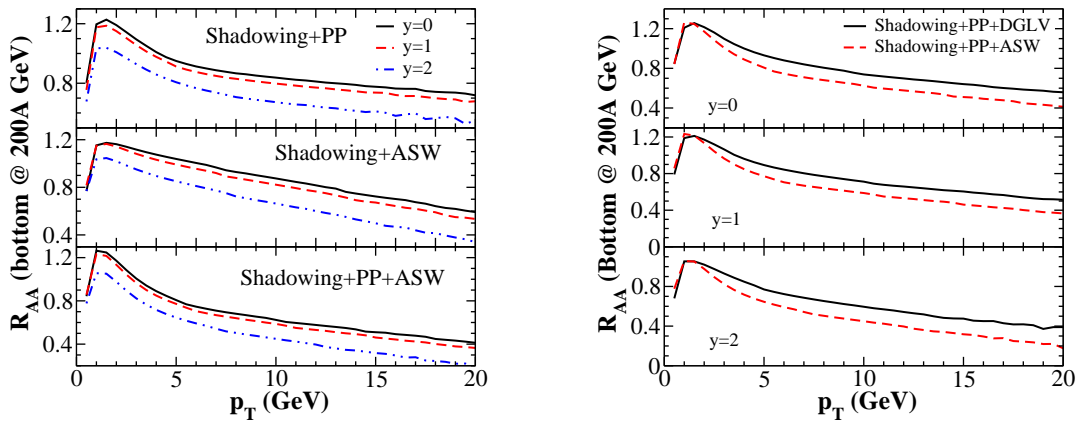 R_AA (bottom @ 200A GeV)
1.2
0.8
Shadowing+PP
y=0
y=1
y=2
1.2
0.8
0.4
Shadowing+ASW
1.2
0.8
0.4
Shadowing+PP+ASW
0 5 10 15 20
p_T (GeV)
R_AA (Bottom @ 200A GeV)
1.2
0.8
0.4
Shadowing+PP+DGLV
Shadowing+PP+ASW
y=0
1.2
0.8
0.4
0
y=1
0.8
0.4
0
y=2
0 5 10 15 20
p_T (GeV)